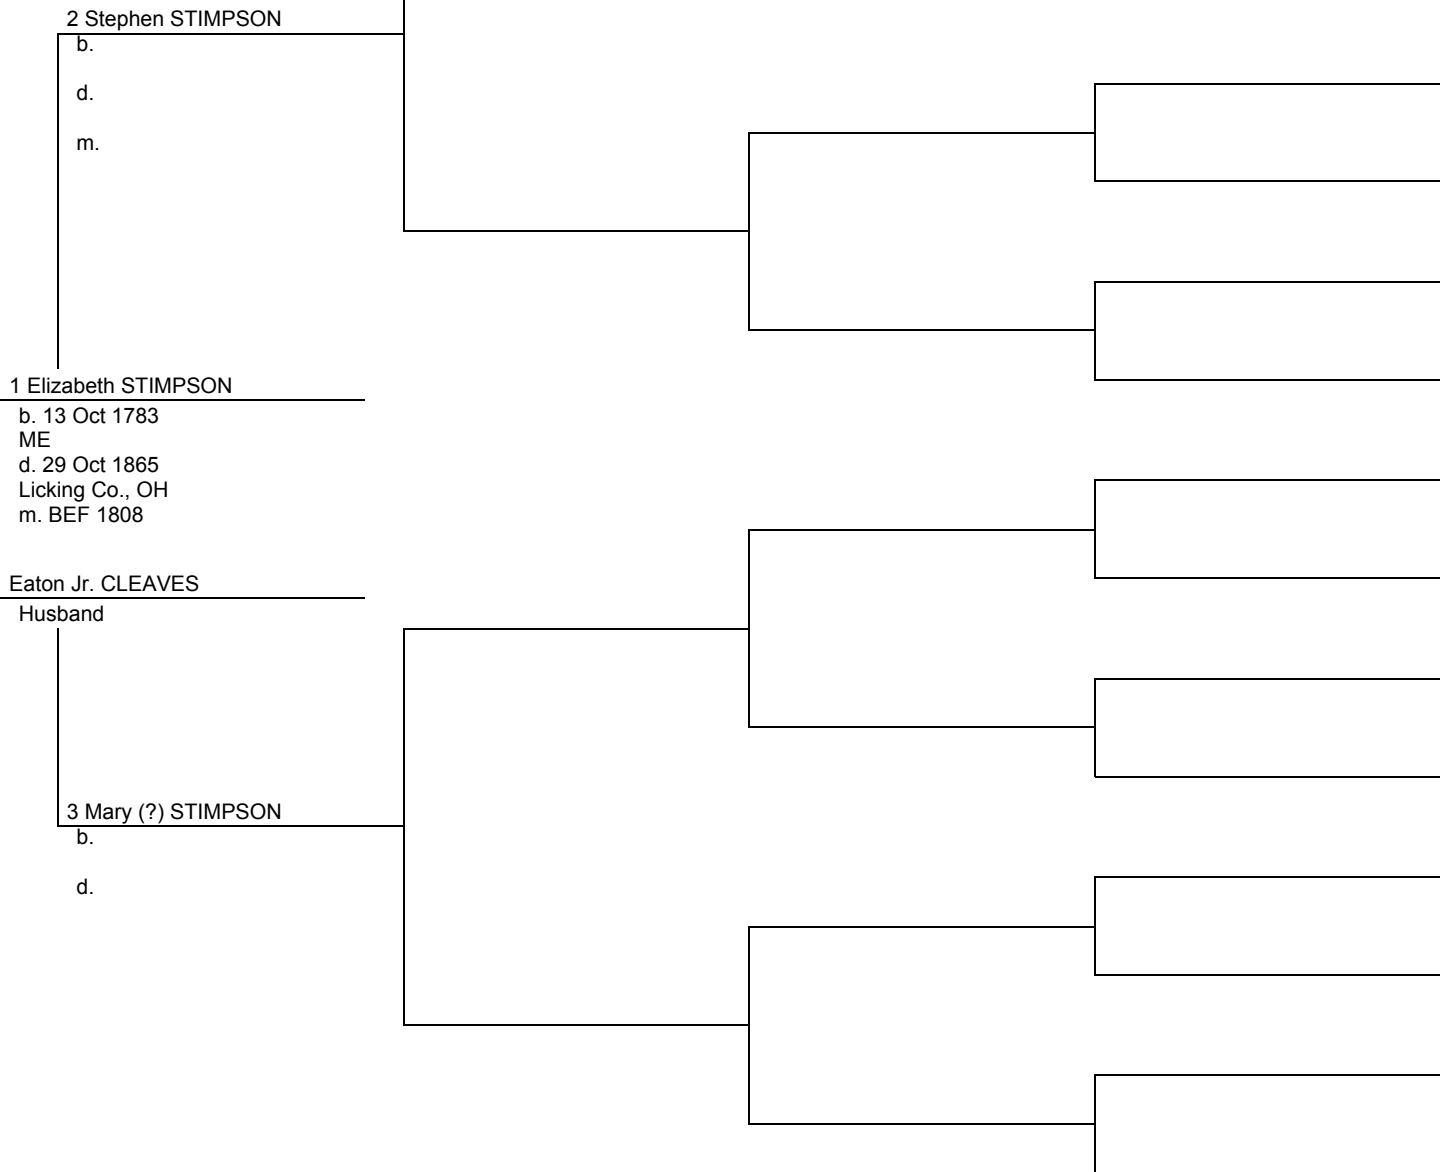 2 Stephen STIMPSON
b.
d.
m.
1 Elizabeth STIMPSON
b. 13 Oct 1783
ME
d. 29 Oct 1865
Licking Co., OH
m. BEF 1808
Eaton Jr. CLEAVES
Husband
3 Mary (?) STIMPSON
b.
d.